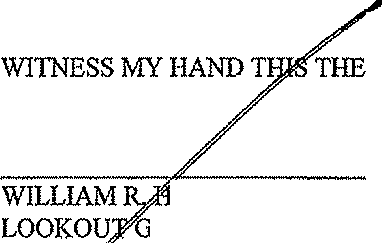 WITNESS MY HAND THIS THE
WILLIAM R. H
LOOKOUT G